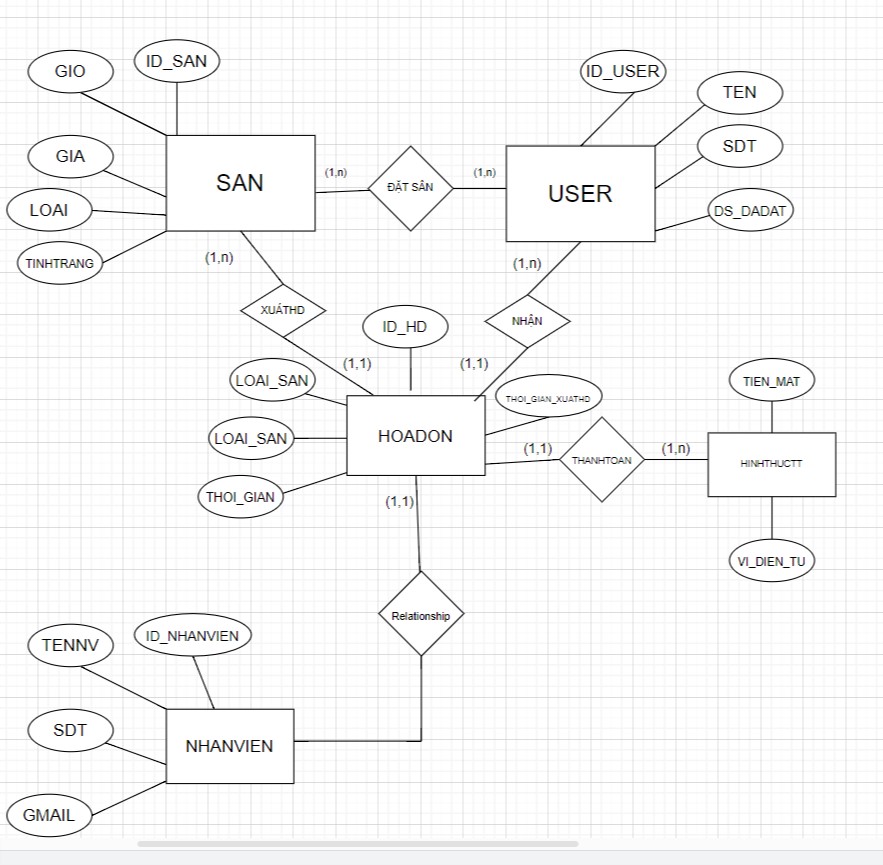 ID_SAN
GIO
ID_USER
TEN
SDT
GIA
SAN
(1,n)
ĐẶT SÂN
(1,n)
USER
LOAI
DS_DADAT
TINHTRANG
(1,n)
(1,n)
XUẤTHD
ID_HD
NHẬN
(1,1)
(1,1)
LOAI_SAN
TIEN_MAT
THOI_GIAN_XUATHD
LOAI_SAN
HOADON
(1,1)
THANHTOAN
(1,n)
HINHTHUCTT
THOI_GIAN
(1,1)
VI_DIEN_TU
Relationship
TENNV
ID_NHANVIEN
SDT
NHANVIEN
GMAIL